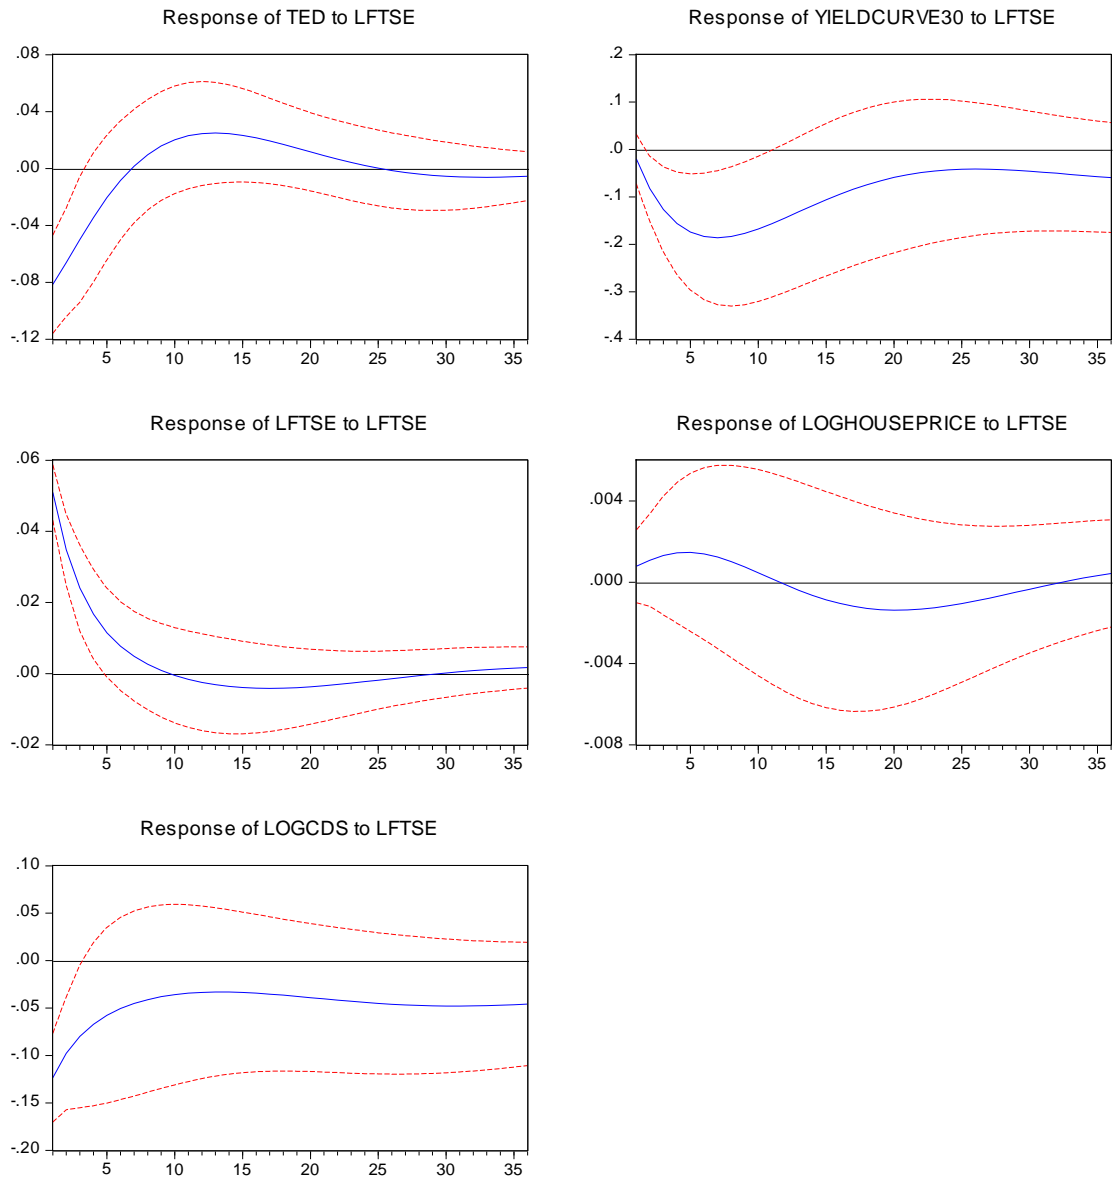 Response of TED to LFTSE
.08
.04
.00
-.04
-.08
-.12
5 10 15 20 25 30 35
Response of YIELDCURVE30 to LFTSE
.2
.1
.0
-.1
-.2
-.3
-.4
5 10 15 20 25 30 35
Response of LFTSE to LFTSE
.06
.04
.02
.00
-.02
5 10 15 20 25 30 35
Response of LOGHOUSEPRICE to LFTSE
.004
.000
-.004
-.008
5 10 15 20 25 30 35
Response of LOGCDS to LFTSE
.10
.05
.00
-.05
-.10
-.15
-.20
5 10 15 20 25 30 35